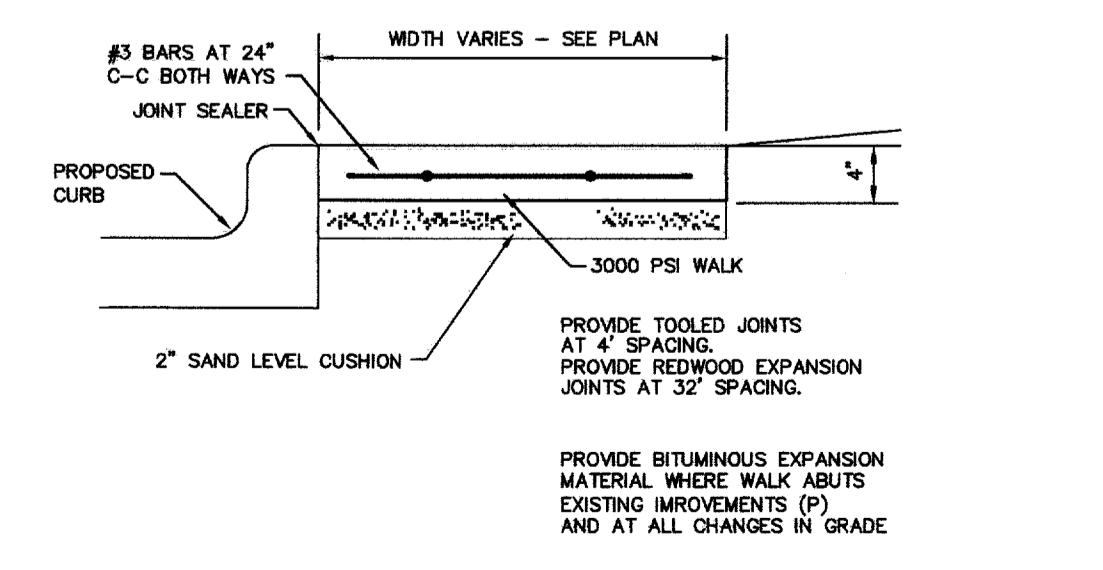 WIDTH VARIES – SEE PLAN
#3 BARS AT 24"
C–C BOTH WAYS
JOINT SEALER
PROPOSED
CURB
4"
3000 PSI WALK
2" SAND LEVEL CUSHION
PROVIDE TOOLED JOINTS
AT 4' SPACING.
PROVIDE REDWOOD EXPANSION
JOINTS AT 32' SPACING.
PROVIDE BITUMINOUS EXPANSION
MATERIAL WHERE WALK ABUTS
EXISTING IMROVEMENTS (P)
AND AT ALL CHANGES IN GRADE